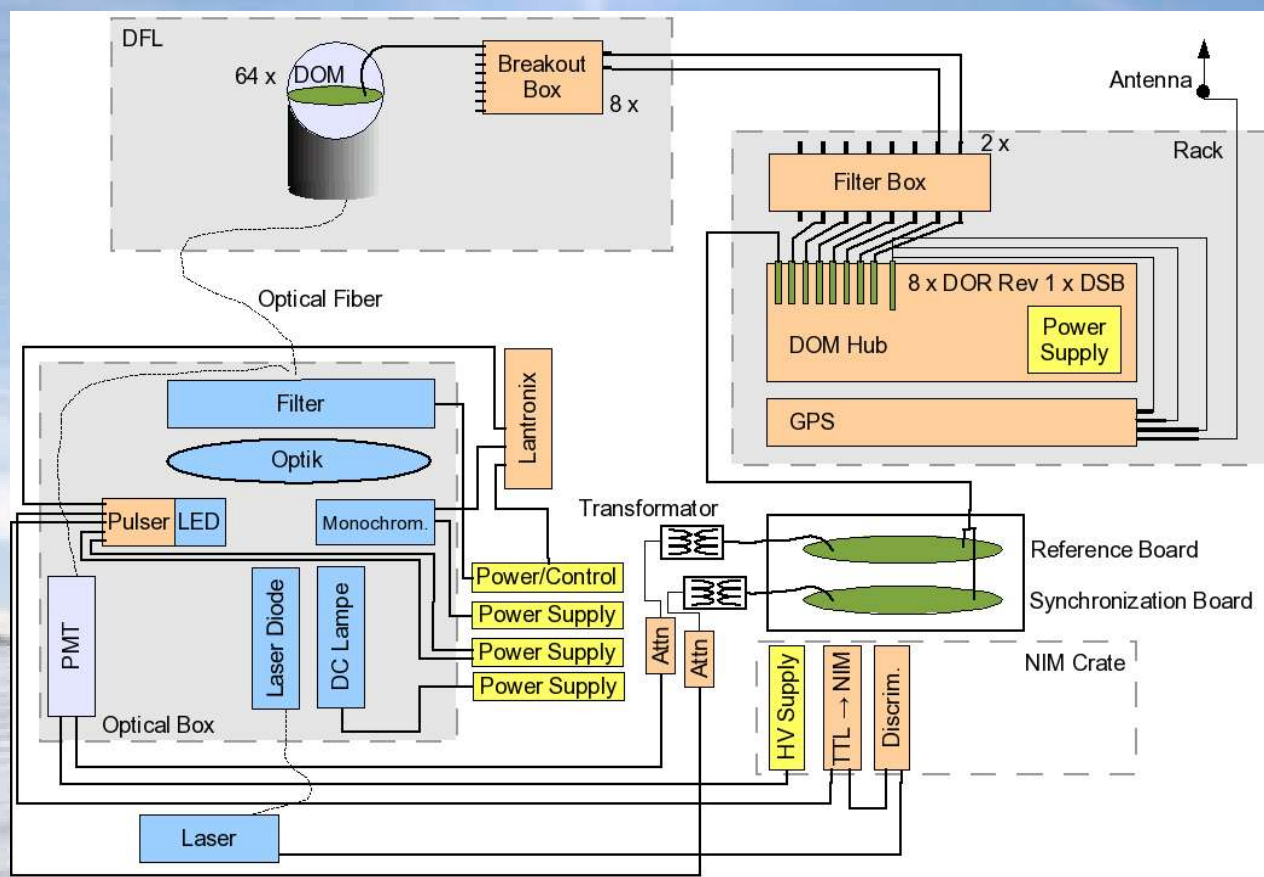 DFL
64 x
DOM
Breakout
Box
8 x
Antenna
2 x
Rack
Filter Box
8 x DOR Rev 1 x DSB
DOM Hub
Power
Supply
GPS
Optical Fiber
Filter
Optik
Lantronix
Pulser
LED
Monochrom.
Transformator
Reference Board
Synchronization Board
Power/Control
Power Supply
Power Supply
Power Supply
PMT
Laser Diode
DC Lampe
Attn
Attn
Optical Box
NIM Crate
HV Supply
TTL → NIM
Discrim.
Laser